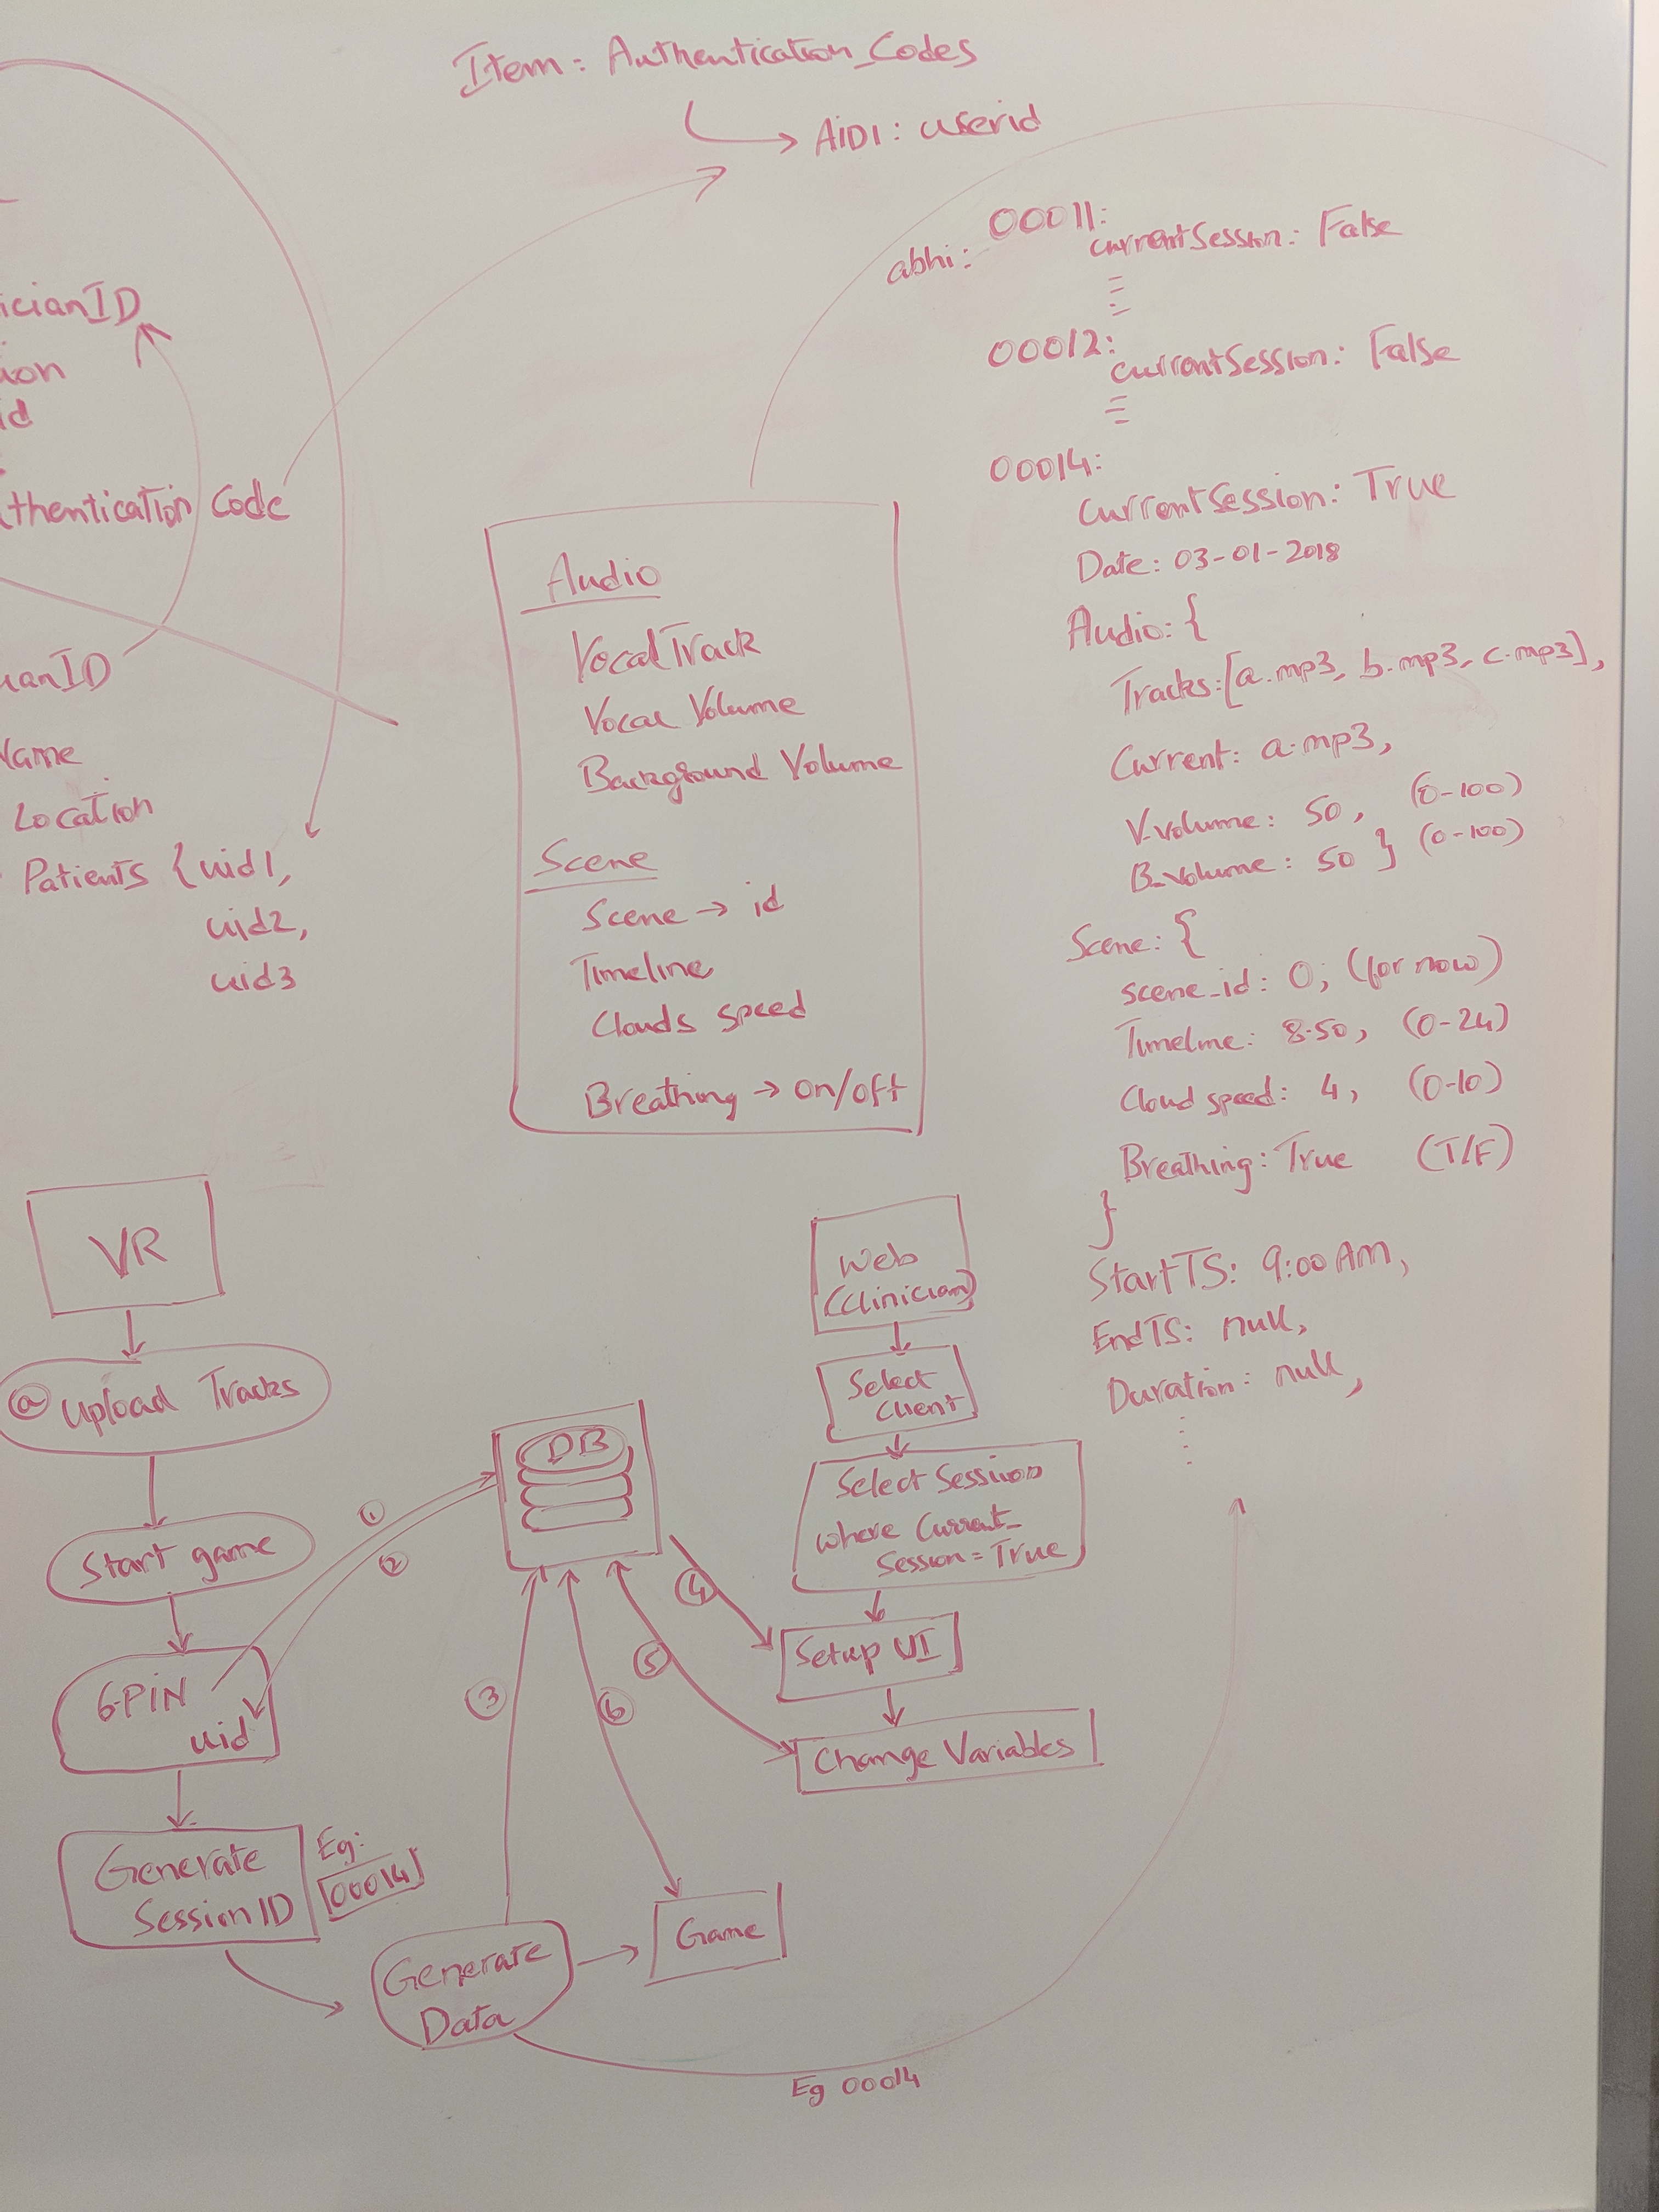 Item: Authentication_Codes
AID1: userid
icianID
ion
id
thentication Code
uanID
Name
Location
Patients { uid1,
uid2,
uid3
Audio
Vocal Track
Vocal Volume
Background Volume
Scene
Scene → id
Timeline
Clouds speed
Breathing → on/off
abhi:
00011:
currentSession: False
00012:
currentSession: False
00014:
CurrentSession: True
Date: 03-01-2018
Audio: {
Tracks: [a.mp3, b.mp3, c.mp3],
Current: a.mp3,
V_volume: 50, (0-100)
B_volume: 50 } (0-100)
Scene: {
scene_id: 0, (for now)
Timeline: 8.50, (0-24)
Cloud speed: 4, (0-10)
Breathing: True (T/F)
}
StartTS: 9:00 AM,
EndTS: null,
Duration: null,
VR
@ Upload Tracks
Start game
6-PIN
uid
Generate
Session ID
Eg:
00014
Generate
Data
Game
DB
1
2
3
4
5
6
Web
(Clinician)
Select
Client
Select Session
where Current_
Session = True
Setup UI
Change Variables
Eg 00014